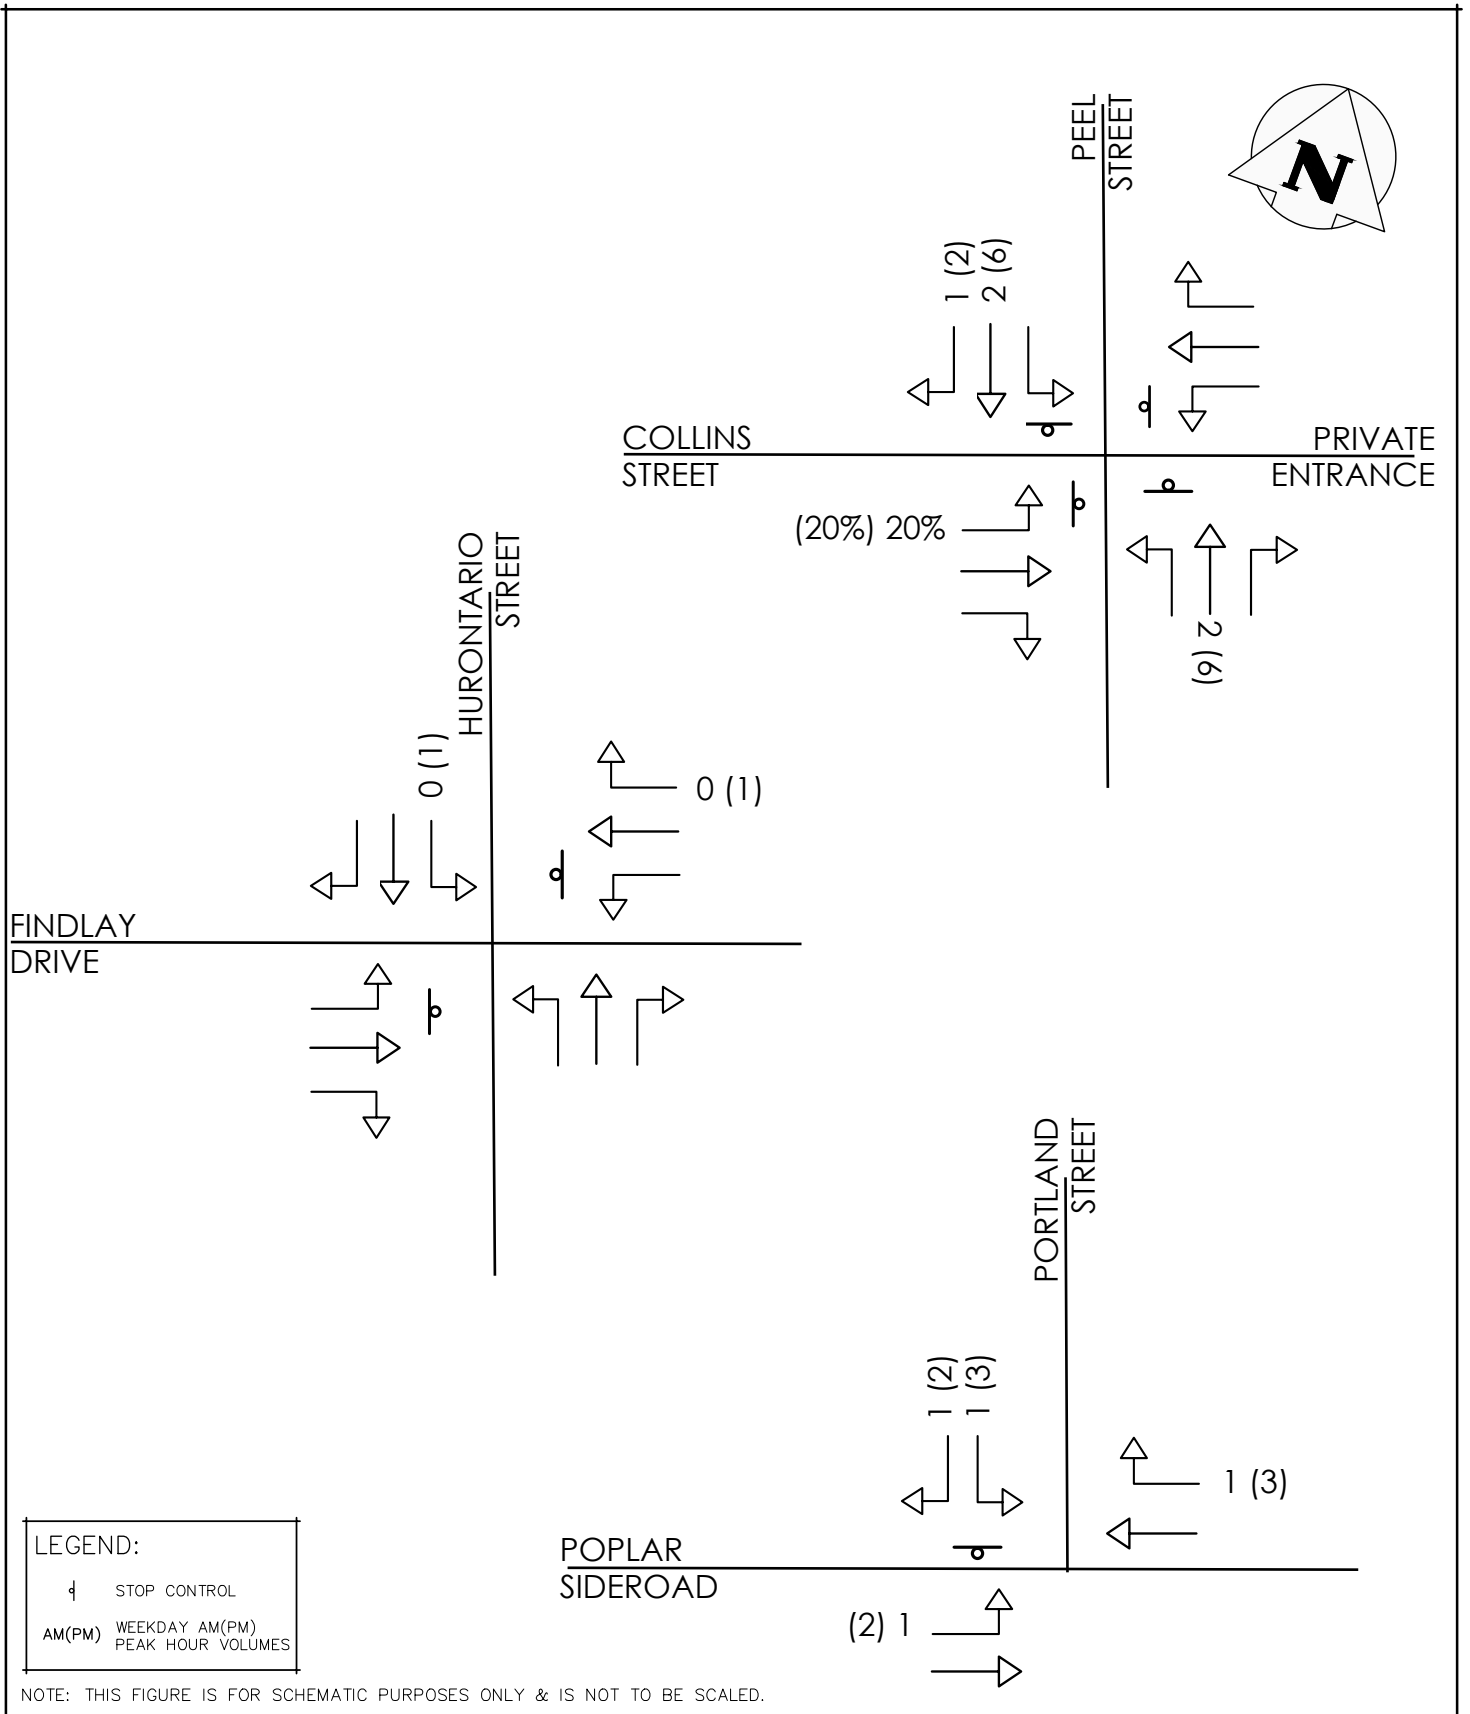 PEEL
STREET
N
1 (2)
2 (6)
COLLINS
STREET
PRIVATE
ENTRANCE
(20%) 20%
2 (6)
HURONTARIO
STREET
0 (1)
0 (1)
FINDLAY
DRIVE
PORTLAND
STREET
1 (2)
1 (3)
1 (3)
POPLAR
SIDEROAD
(2) 1
LEGEND:
STOP CONTROL
AM(PM) WEEKDAY AM(PM)
PEAK HOUR VOLUMES
NOTE: THIS FIGURE IS FOR SCHEMATIC PURPOSES ONLY & IS NOT TO BE SCALED.